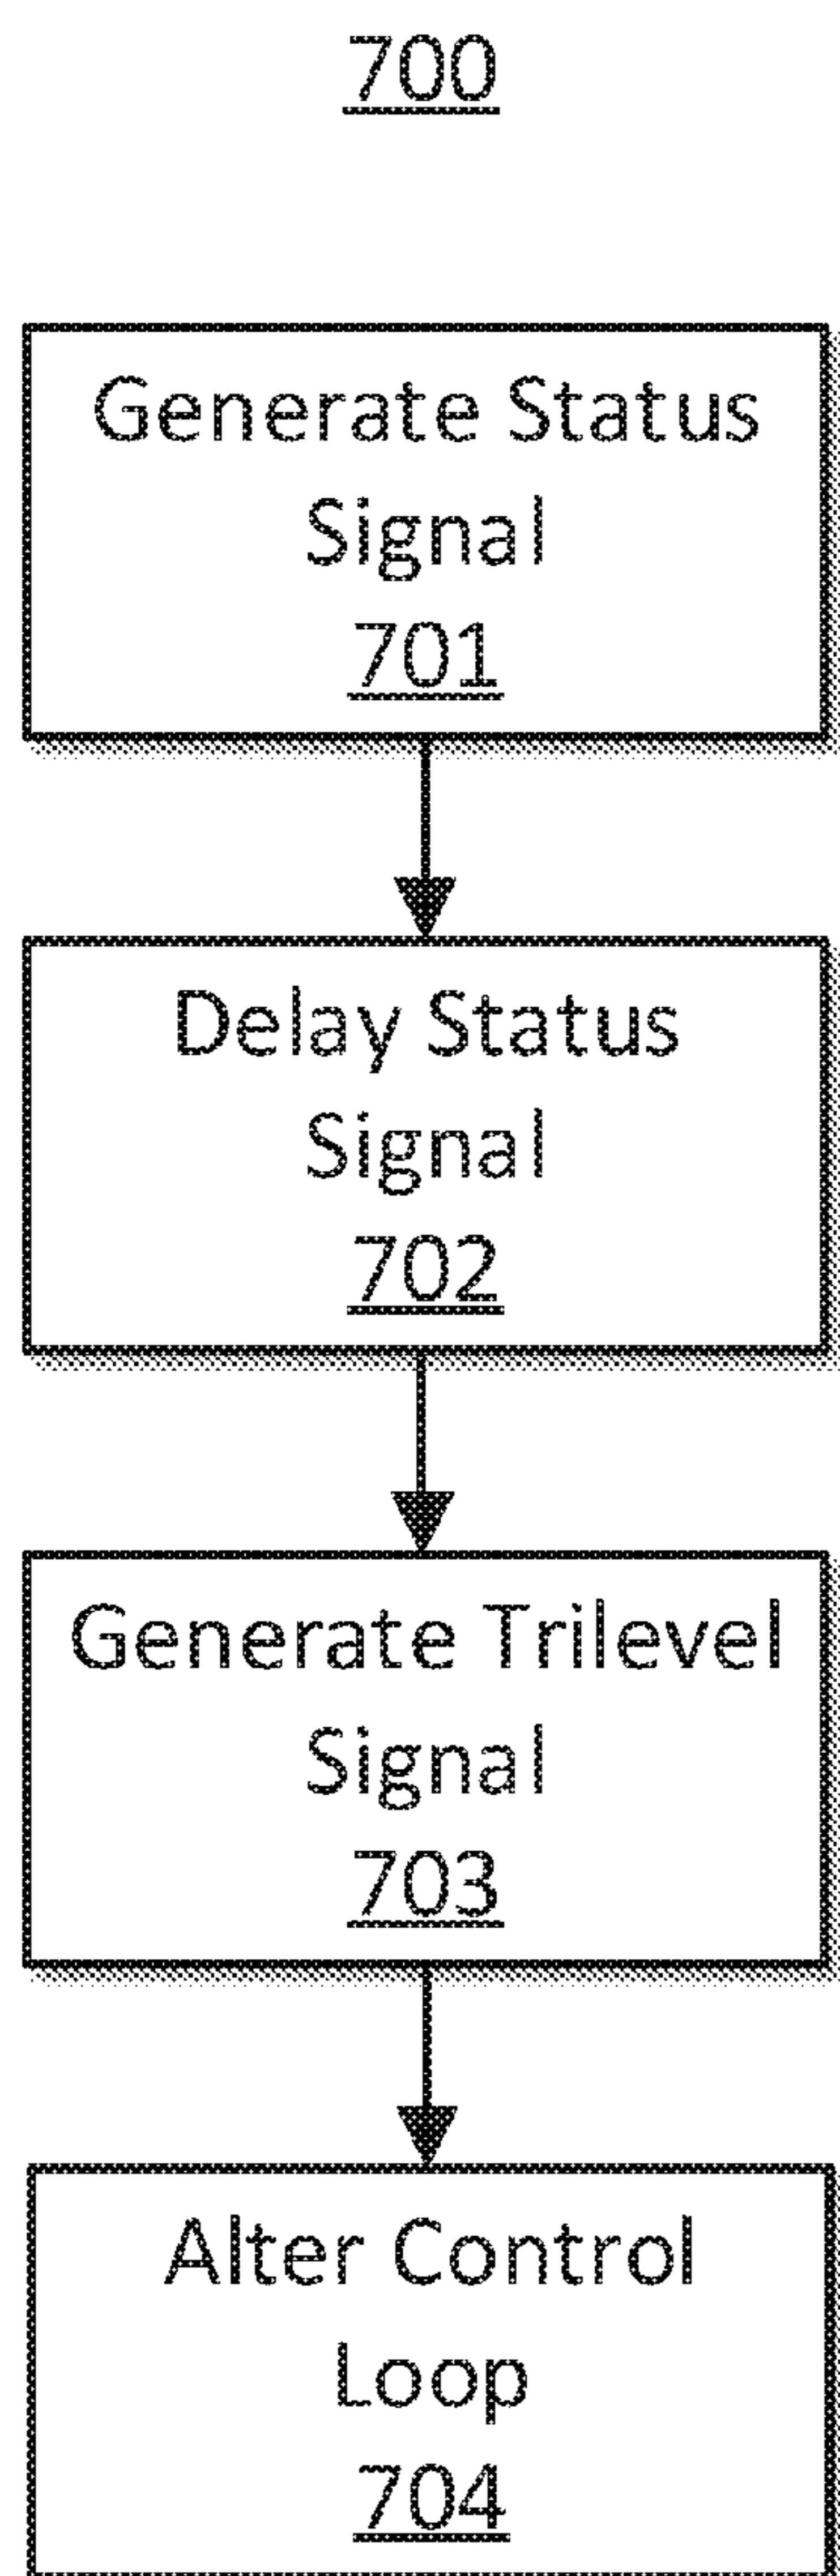 700
Generate Status
Signal
701
Delay Status
Signal
702
Generate Trilevel
Signal
703
Alter Control
Loop
704